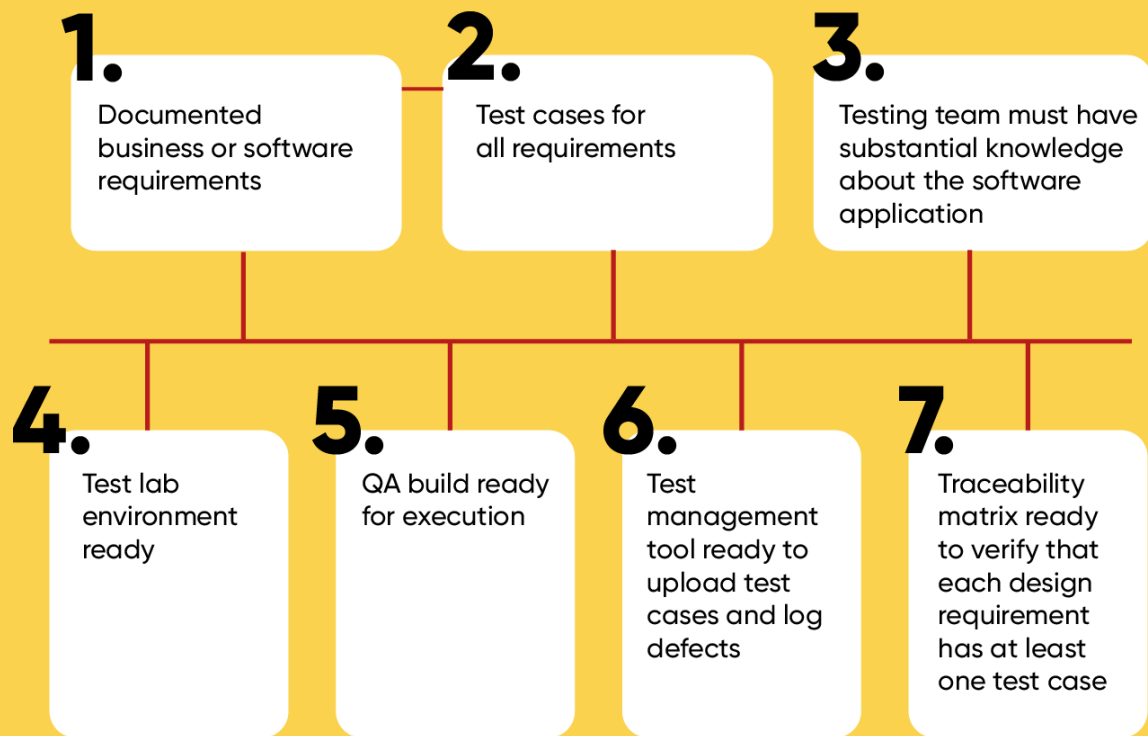 1.
Documented
business or software
requirements
2.
Test cases for
all requirements
3.
Testing team must have
substantial knowledge
about the software
application
4.
Test lab
environment
ready
5.
QA build ready
for execution
6.
Test
management
tool ready to
upload test
cases and log
defects
7.
Traceability
matrix ready
to verify that
each design
requirement
has at least
one test case